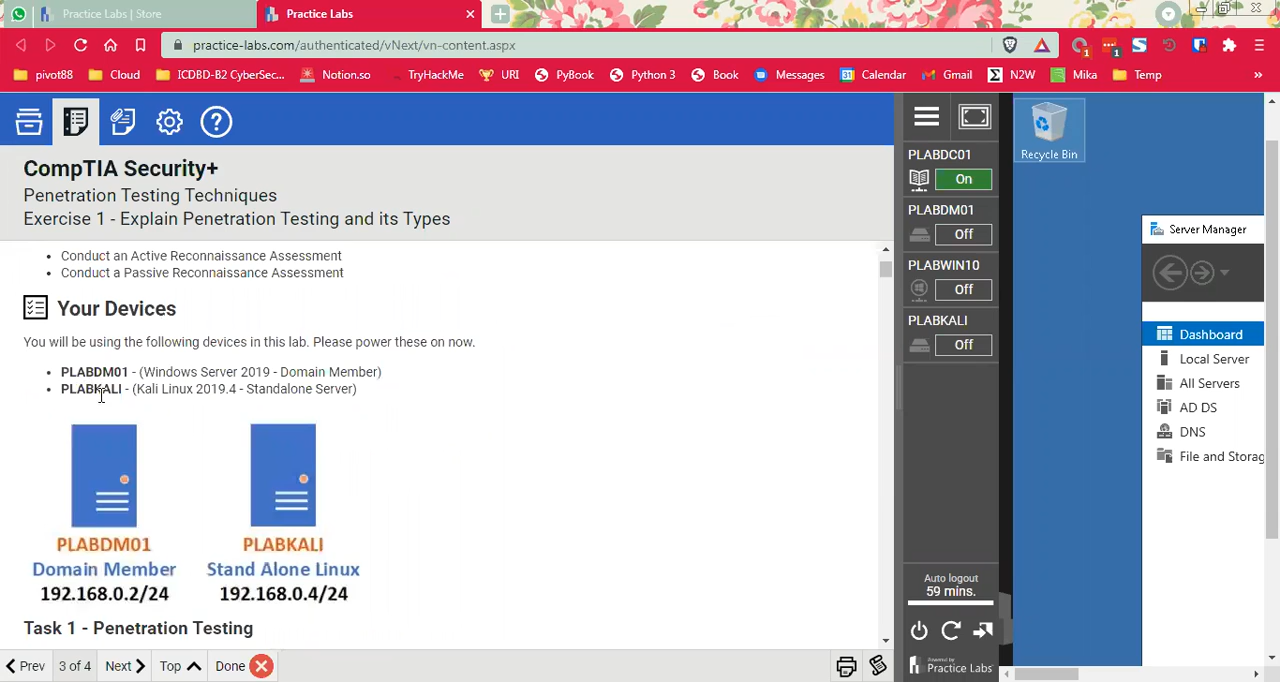 Practice Labs | Store
Practice Labs
practice-labs.com/authenticated/vNext/vn-content.aspx
1
1
pivot88
Cloud
ICDBD-B2 CyberSec...
Notion.so
TryHackMe
URI
PyBook
Python 3
Book
Messages
31
Calendar
Gmail
N2W
Mika
Temp
CompTIA Security+
Penetration Testing Techniques
Exercise 1 - Explain Penetration Testing and its Types
Conduct an Active Reconnaissance Assessment
Conduct a Passive Reconnaissance Assessment
Your Devices
You will be using the following devices in this lab. Please power these on now.
PLABDM01 - (Windows Server 2019 - Domain Member)
PLABKALI - (Kali Linux 2019.4 - Standalone Server)
PLABDM01
Domain Member
192.168.0.2/24
PLABKALI
Stand Alone Linux
192.168.0.4/24
Task 1 - Penetration Testing
Prev
3 of 4
Next
Top
Done
PLABDC01
On
PLABDM01
Off
PLABWIN10
Off
PLABKALI
Off
Auto logout
59 mins.
Powered by
Practice Labs
Recycle Bin
Server Manager
Dashboard
Local Server
All Servers
AD DS
DNS
File and Storag